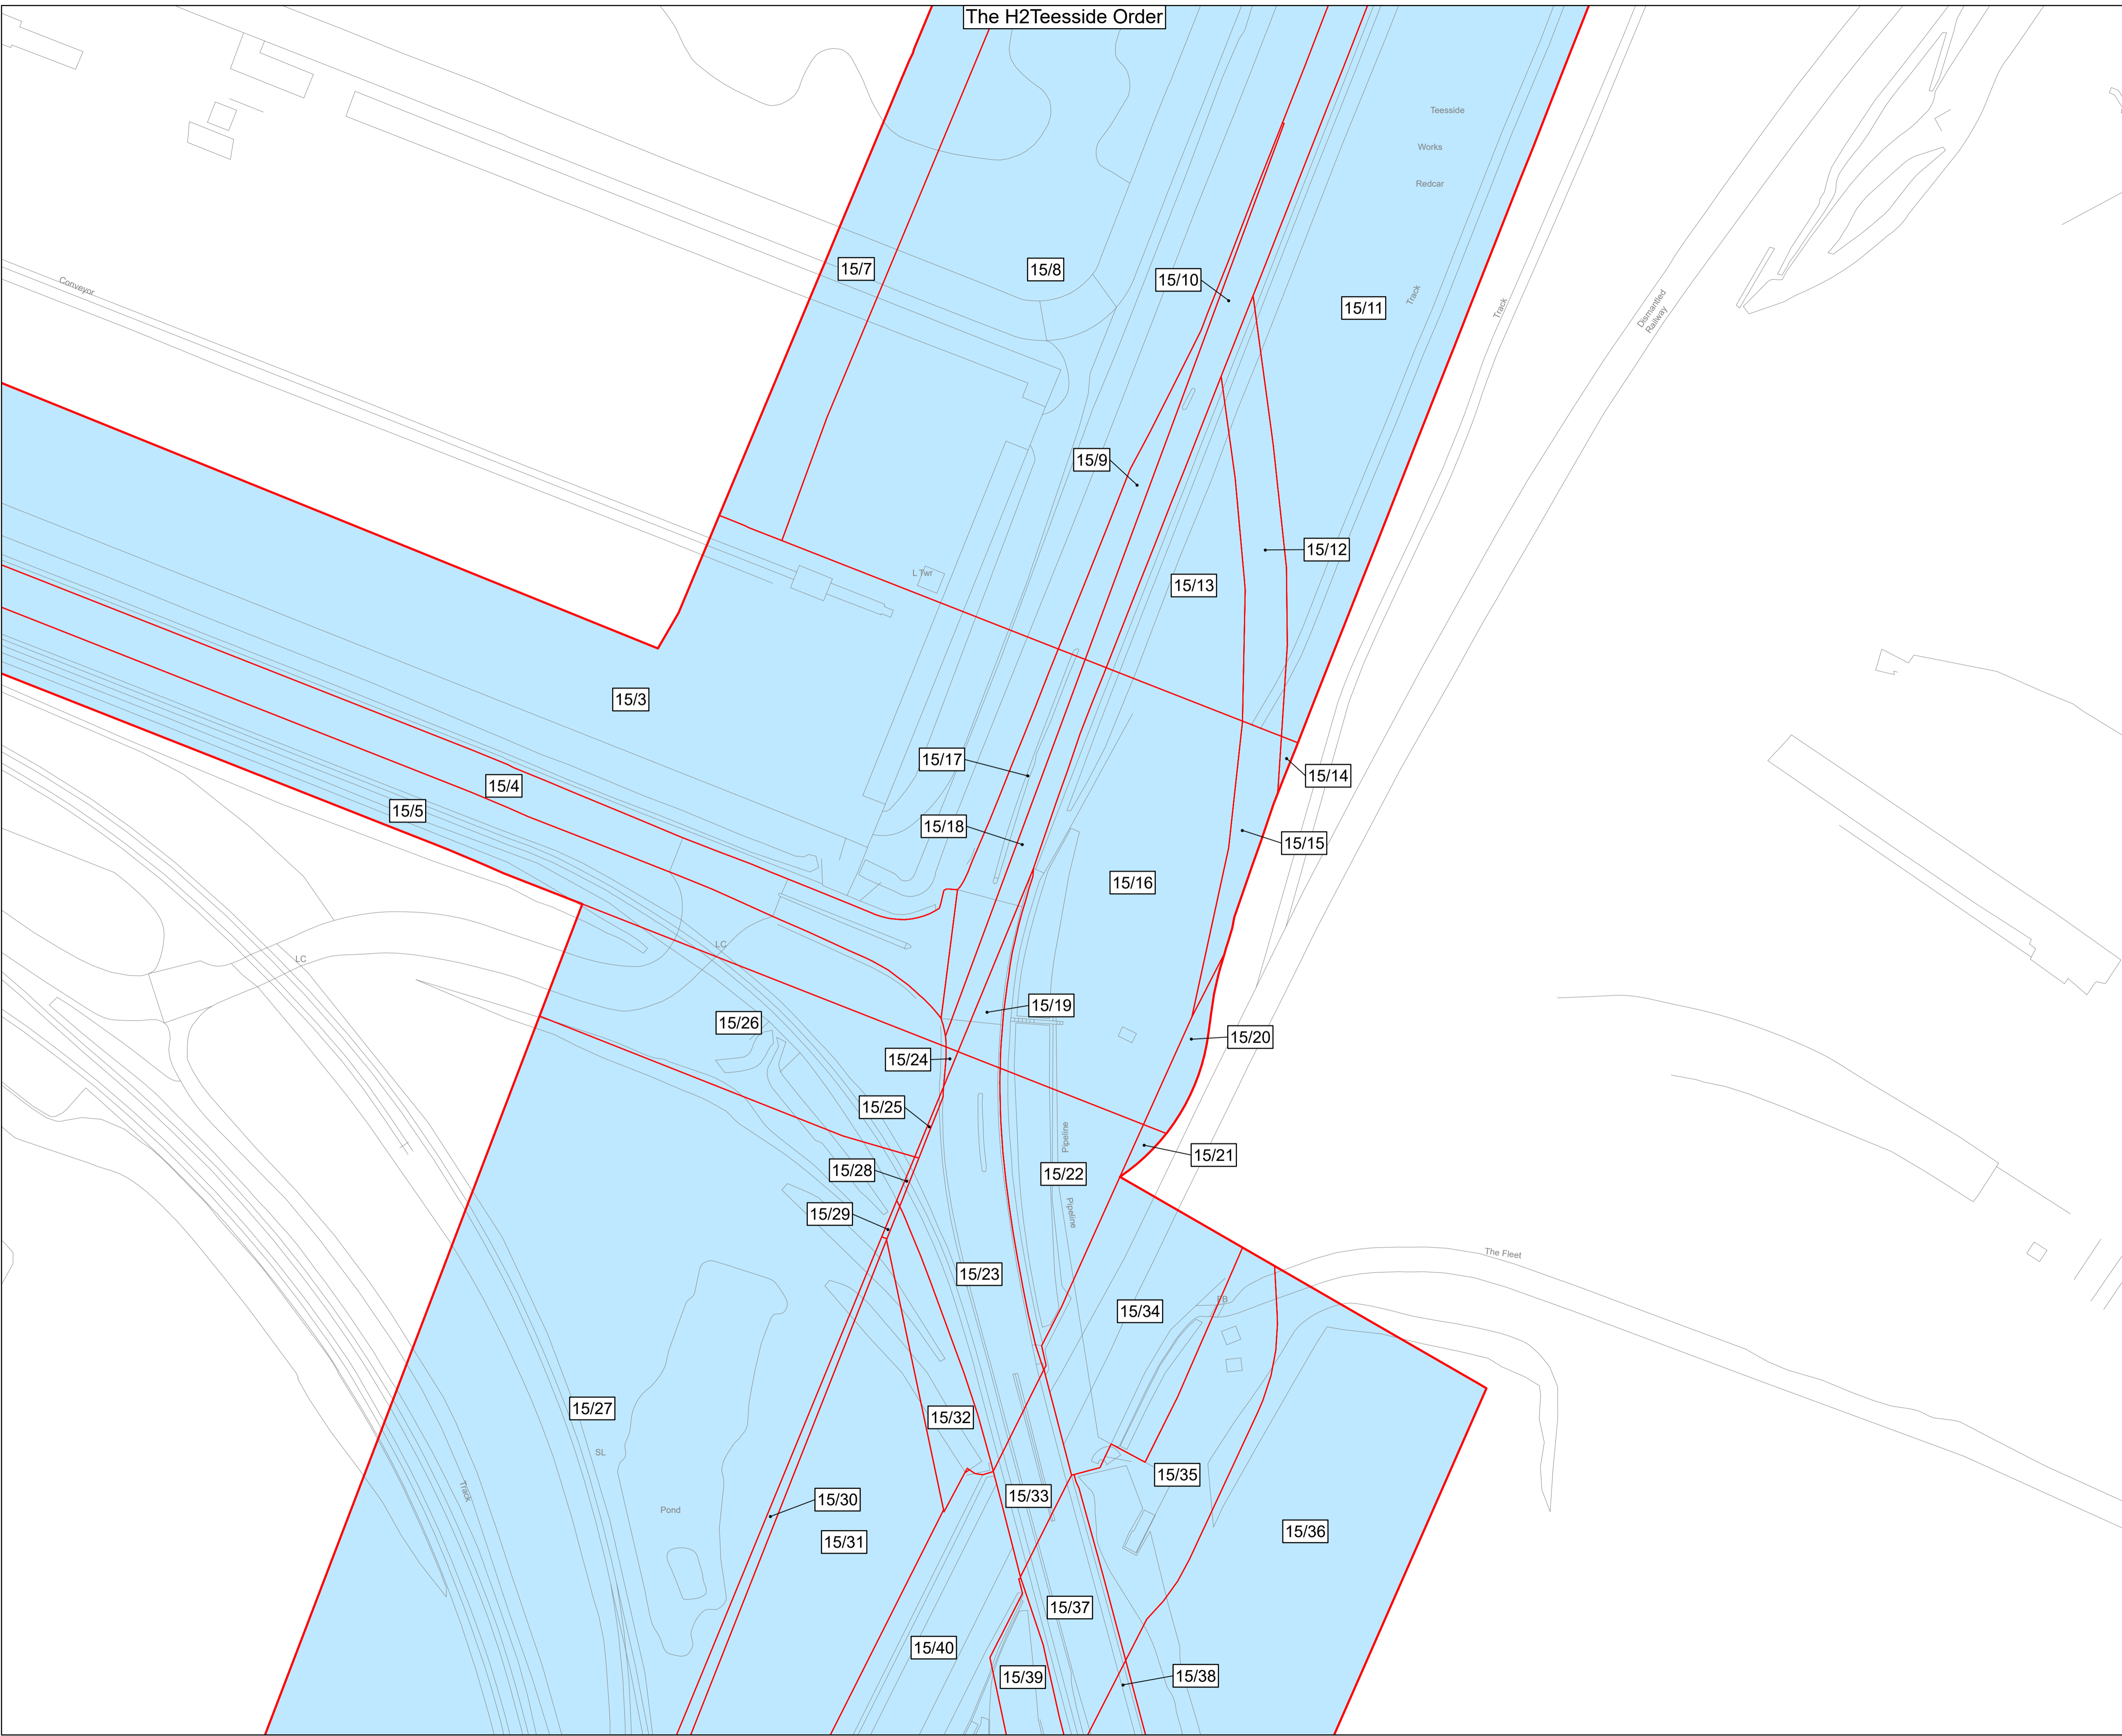 The H2Teesside Order
Teesside
Works
Redcar
15/7
15/8
15/10
15/11
Track
Track
Dismantled
Railway
Conveyor
15/9
15/12
15/13
L Twr
15/3
15/17
15/14
15/4
15/5
15/18
15/15
15/16
LC
LC
15/19
15/26
15/20
15/24
15/25
Pipeline
15/21
15/28
15/22
Pipeline
15/29
The Fleet
15/23
FB
15/34
15/27
15/32
SL
15/35
Track
15/30
15/33
Pond
15/31
15/36
15/37
15/40
15/39
15/38